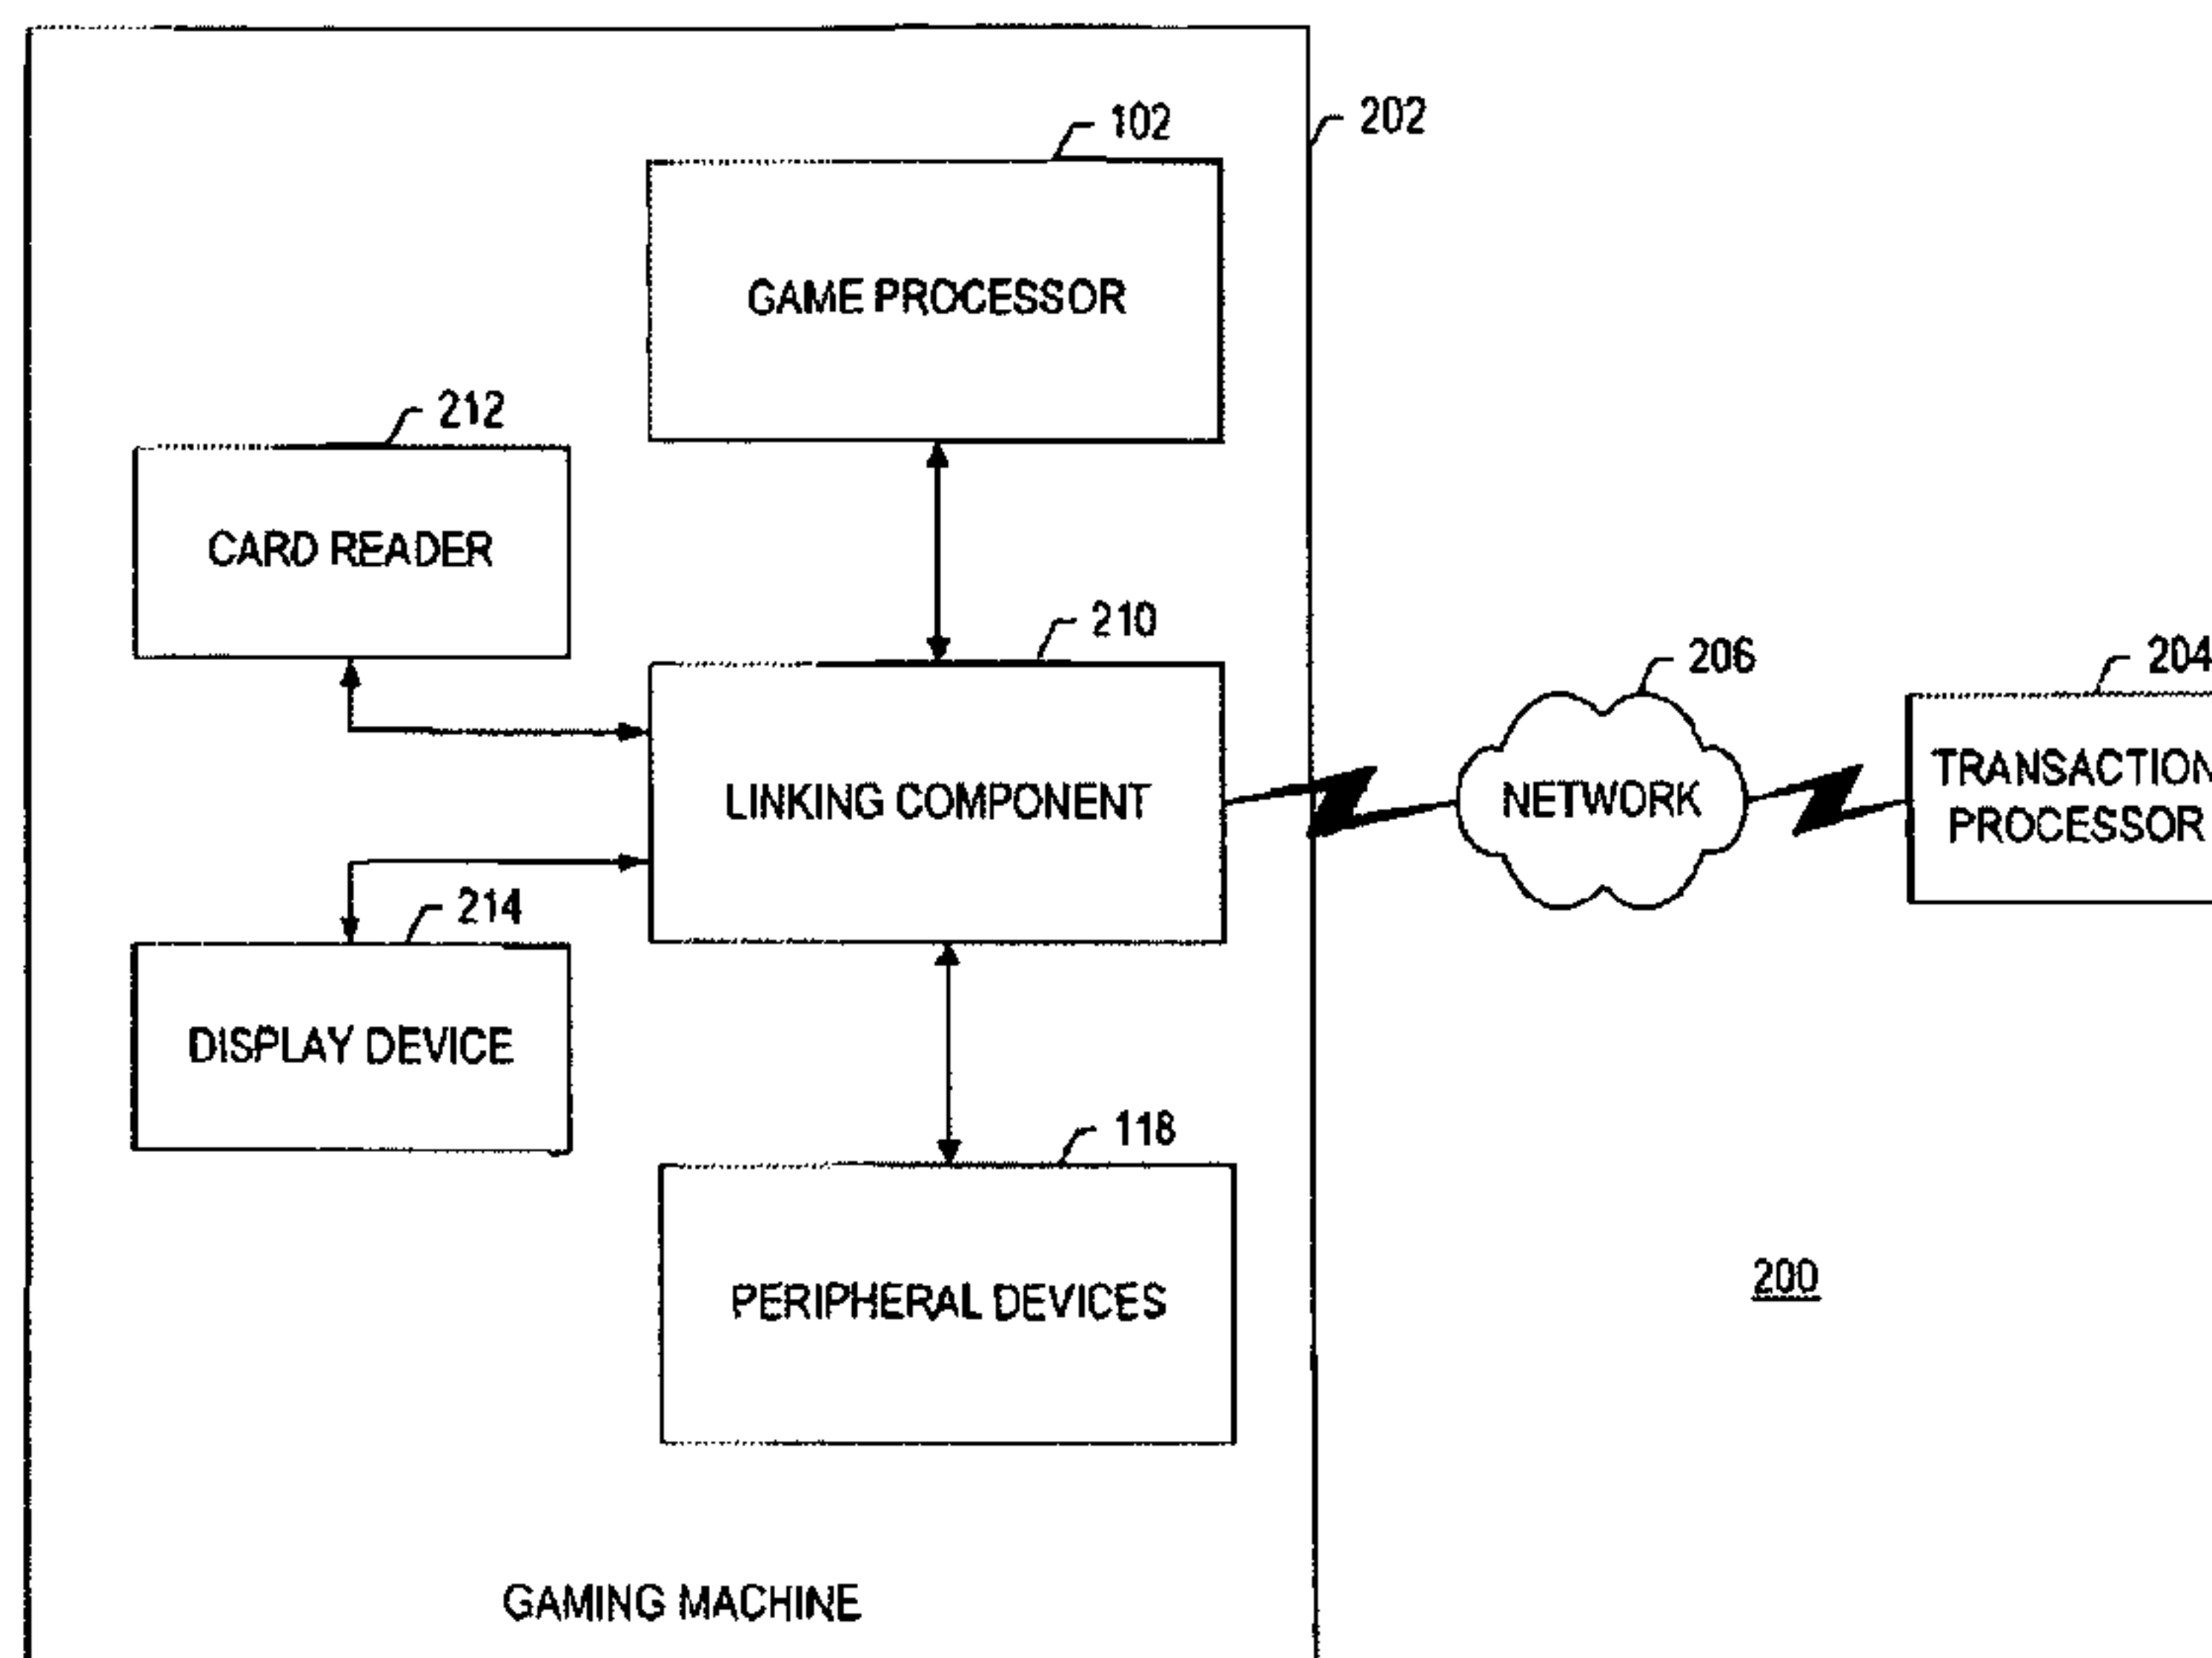 102
202
GAME PROCESSOR
212
CARD READER
210
206
204
LINKING COMPONENT
NETWORK
TRANSACTION
PROCESSOR
214
DISPLAY DEVICE
118
PERIPHERAL DEVICES
200
GAMING MACHINE